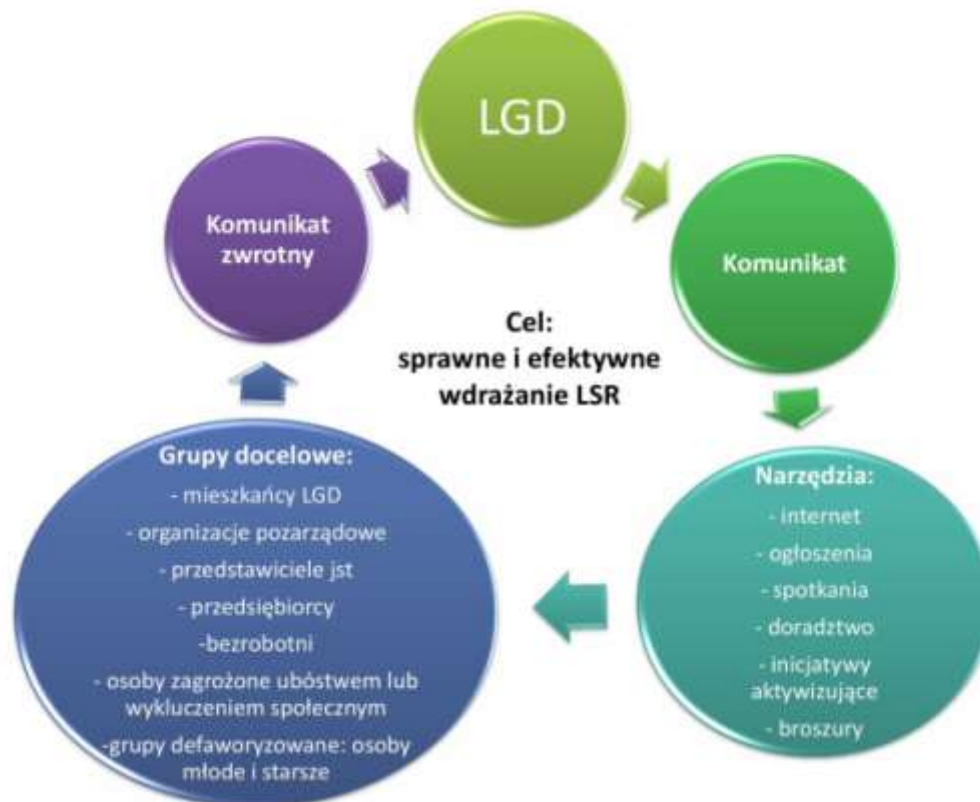 LGD
Komunikat
zwrotny
Komunikat
Cel:
sprawne i efektywne
wdrażanie LSR
Grupy docelowe:
- mieszkańcy LGD
- organizacje pozarządowe
- przedstawiciele jst
- przedsiębiorcy
-bezrobotni
- osoby zagrożone ubóstwem lub
wykluczeniem społecznym
-grupy defaworyzowane: osoby
młode i starsze
Narzędzia:
- internet
- ogłoszenia
- spotkania
- doradztwo
- inicjatywy
aktywizujące
- broszury